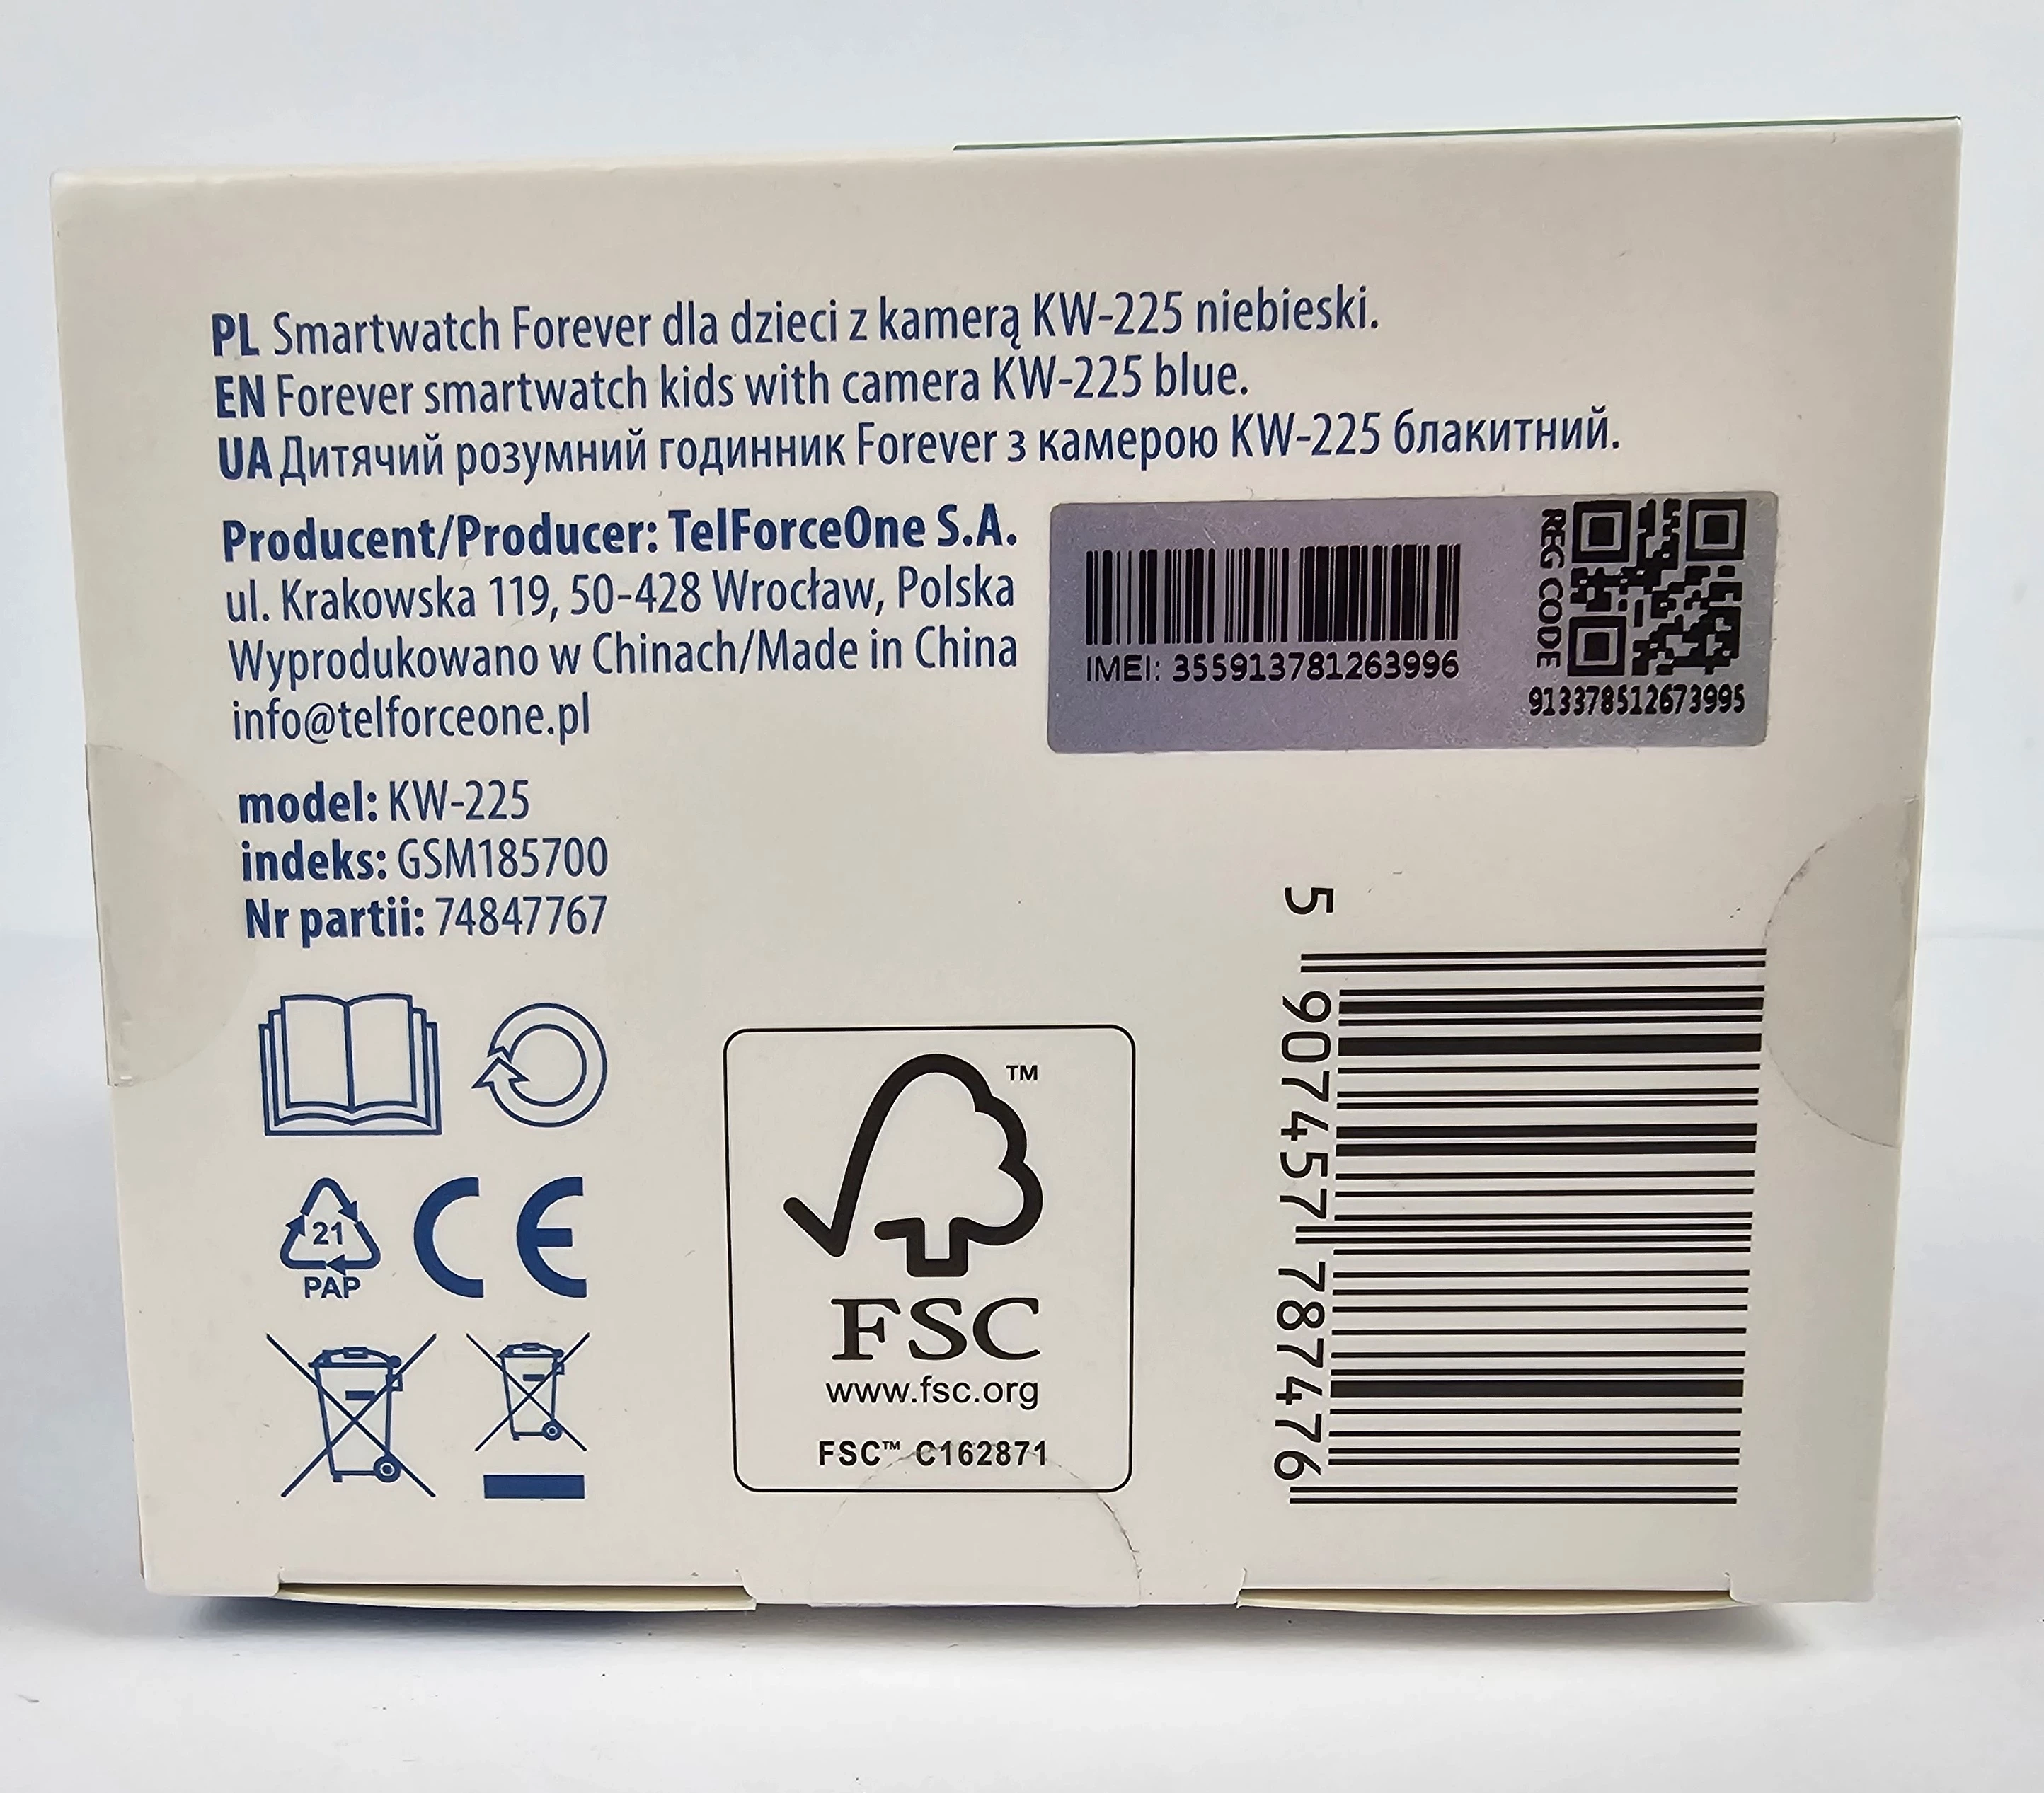 PL Smartwatch Forever dla dzieci z kamerą KW-225 niebieski.
EN Forever smartwatch kids with camera KW-225 blue.
UA Дитячий розумний годинник Forever з камерою KW-225 блакитний.
Producent/Producer: TelForceOne S.A.
ul. Krakowska 119, 50-428 Wrocław, Polska
Wyprodukowano w Chinach/Made in China
info@telforceone.pl
IMEI: 355913781263996
REG CODE
913378512673995
model: KW-225
indeks: GSM185700
Nr partii: 74847767
21
PAP
CE
TM
FSC
www.fsc.org
FSC™ C162871
5 907457 787476